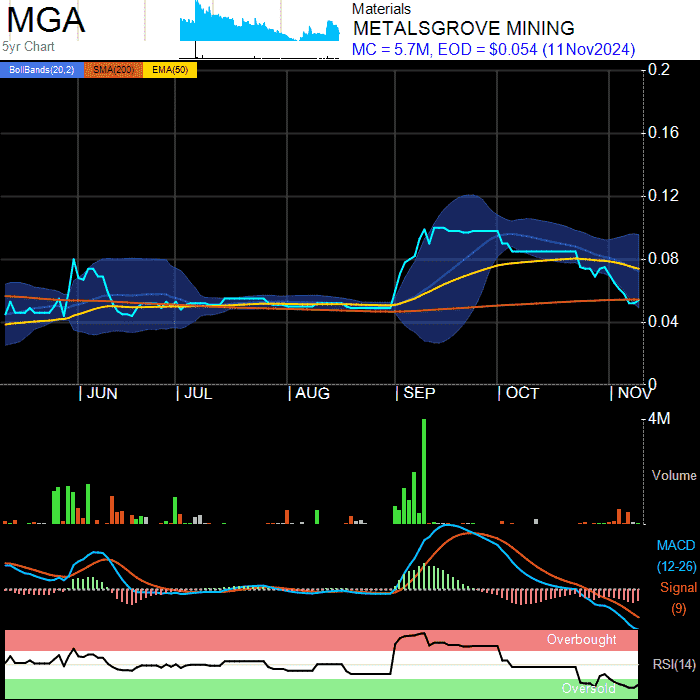 MGA
5yr Chart
Materials
METALSGROVE MINING
MC = 5.7M, EOD = $0.054 (11Nov2024)
BollBands(20,2) SMA(200) EMA(50)
0.2
0.16
0.12
0.08
0.04
0
JUN JUL AUG SEP OCT NOV
4M
Volume
MACD
(12-26)
Signal
(9)
Overbought
RSI(14)
Oversold